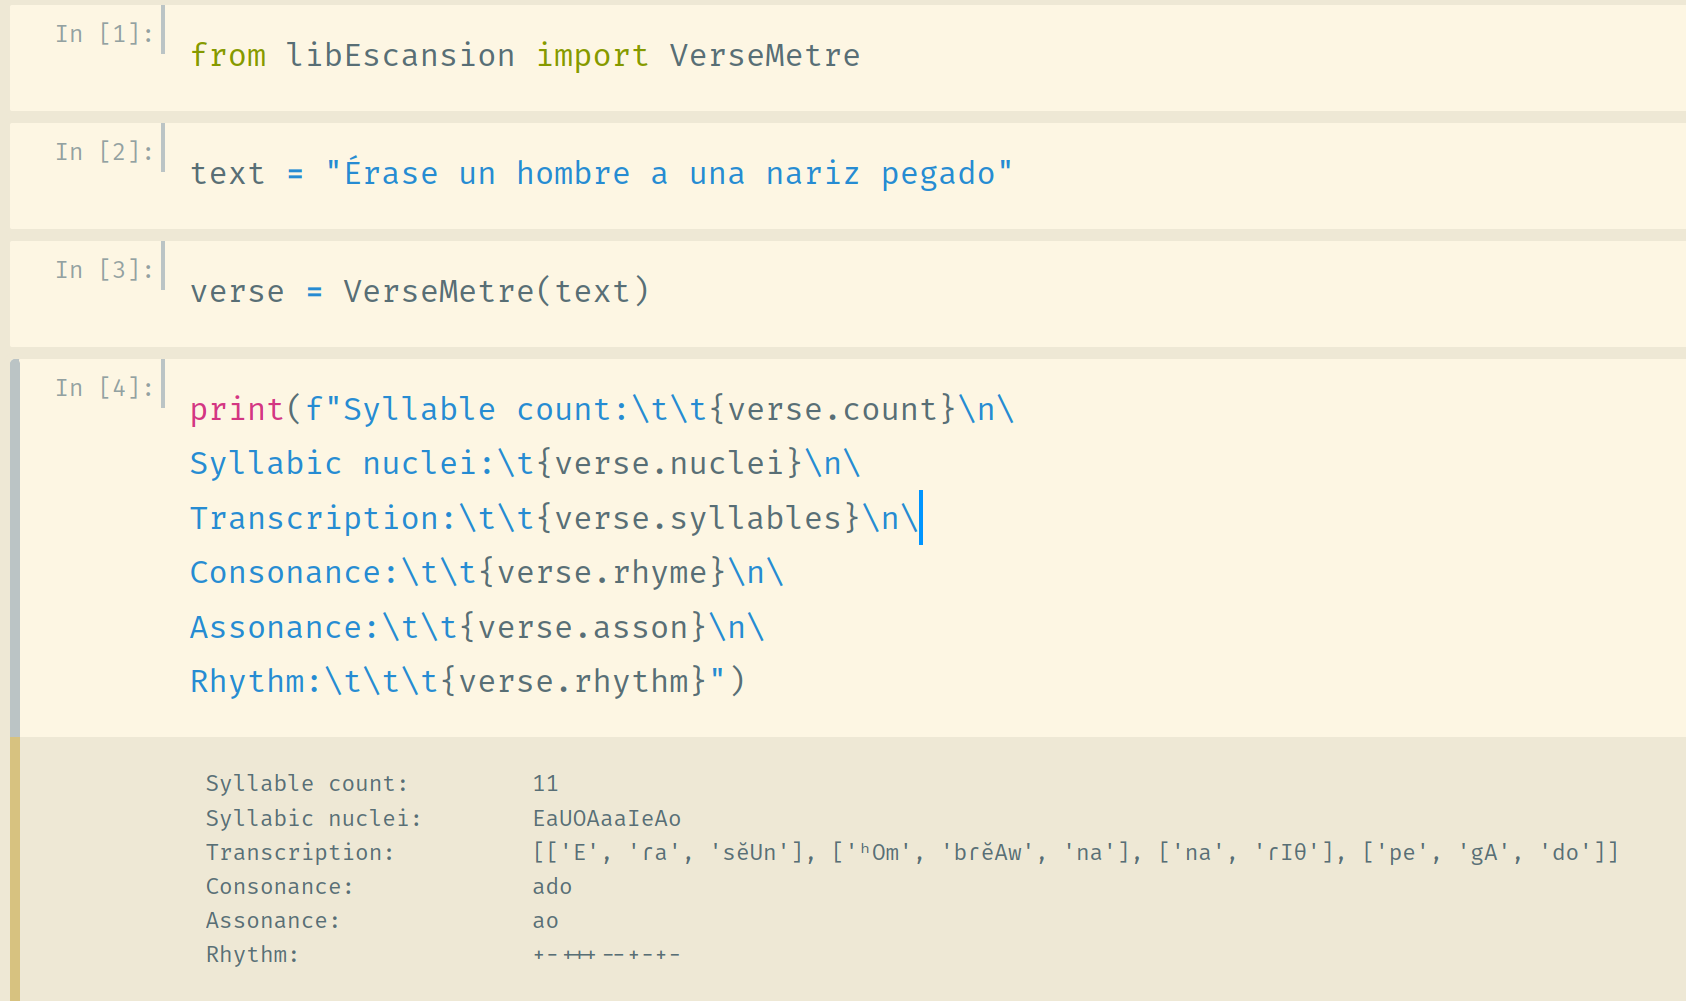 In [1]:
from libEscansion import VerseMetre
In [2]:
text = "Érase un hombre a una nariz pegado"
In [3]:
verse = VerseMetre(text)
In [4]:
print(f"Syllable count:\t\t{verse.count}\n\
Syllabic nuclei:\t{verse.nuclei}\n\
Transcription:\t\t{verse.syllables}\n\
Consonance:\t\t{verse.rhyme}\n\
Assonance:\t\t{verse.asson}\n\
Rhythm:\t\t\t{verse.rhythm}")
Syllable count: 11
Syllabic nuclei: EaUOAaaIeAo
Transcription: [['E', 'ɾa', 'sĕUn'], ['ʰOm', 'bɾĕAw', 'na'], ['na', 'ɾIθ'], ['pe', 'gA', 'do']]
Consonance: ado
Assonance: ao
Rhythm: +-+++--+-+-